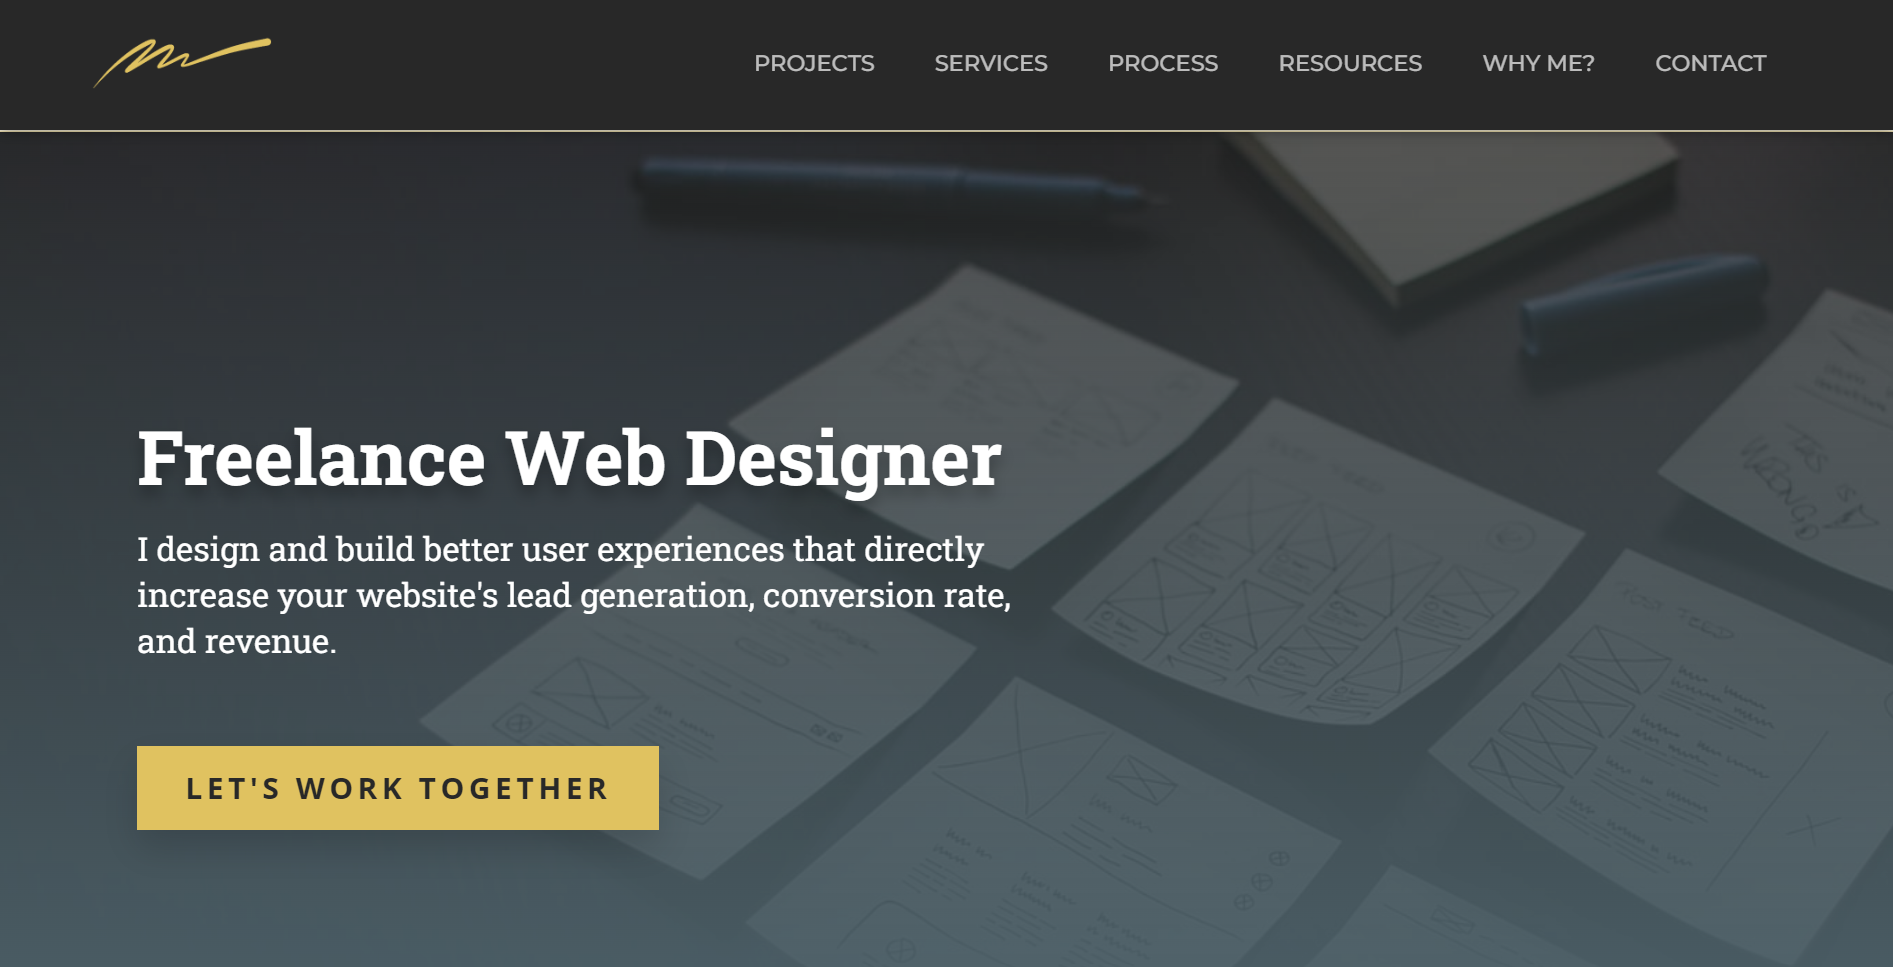 PROJECTS SERVICES PROCESS RESOURCES WHY ME? CONTACT
Freelance Web Designer
I design and build better user experiences that directly
increase your website's lead generation, conversion rate,
and revenue.
LET'S WORK TOGETHER